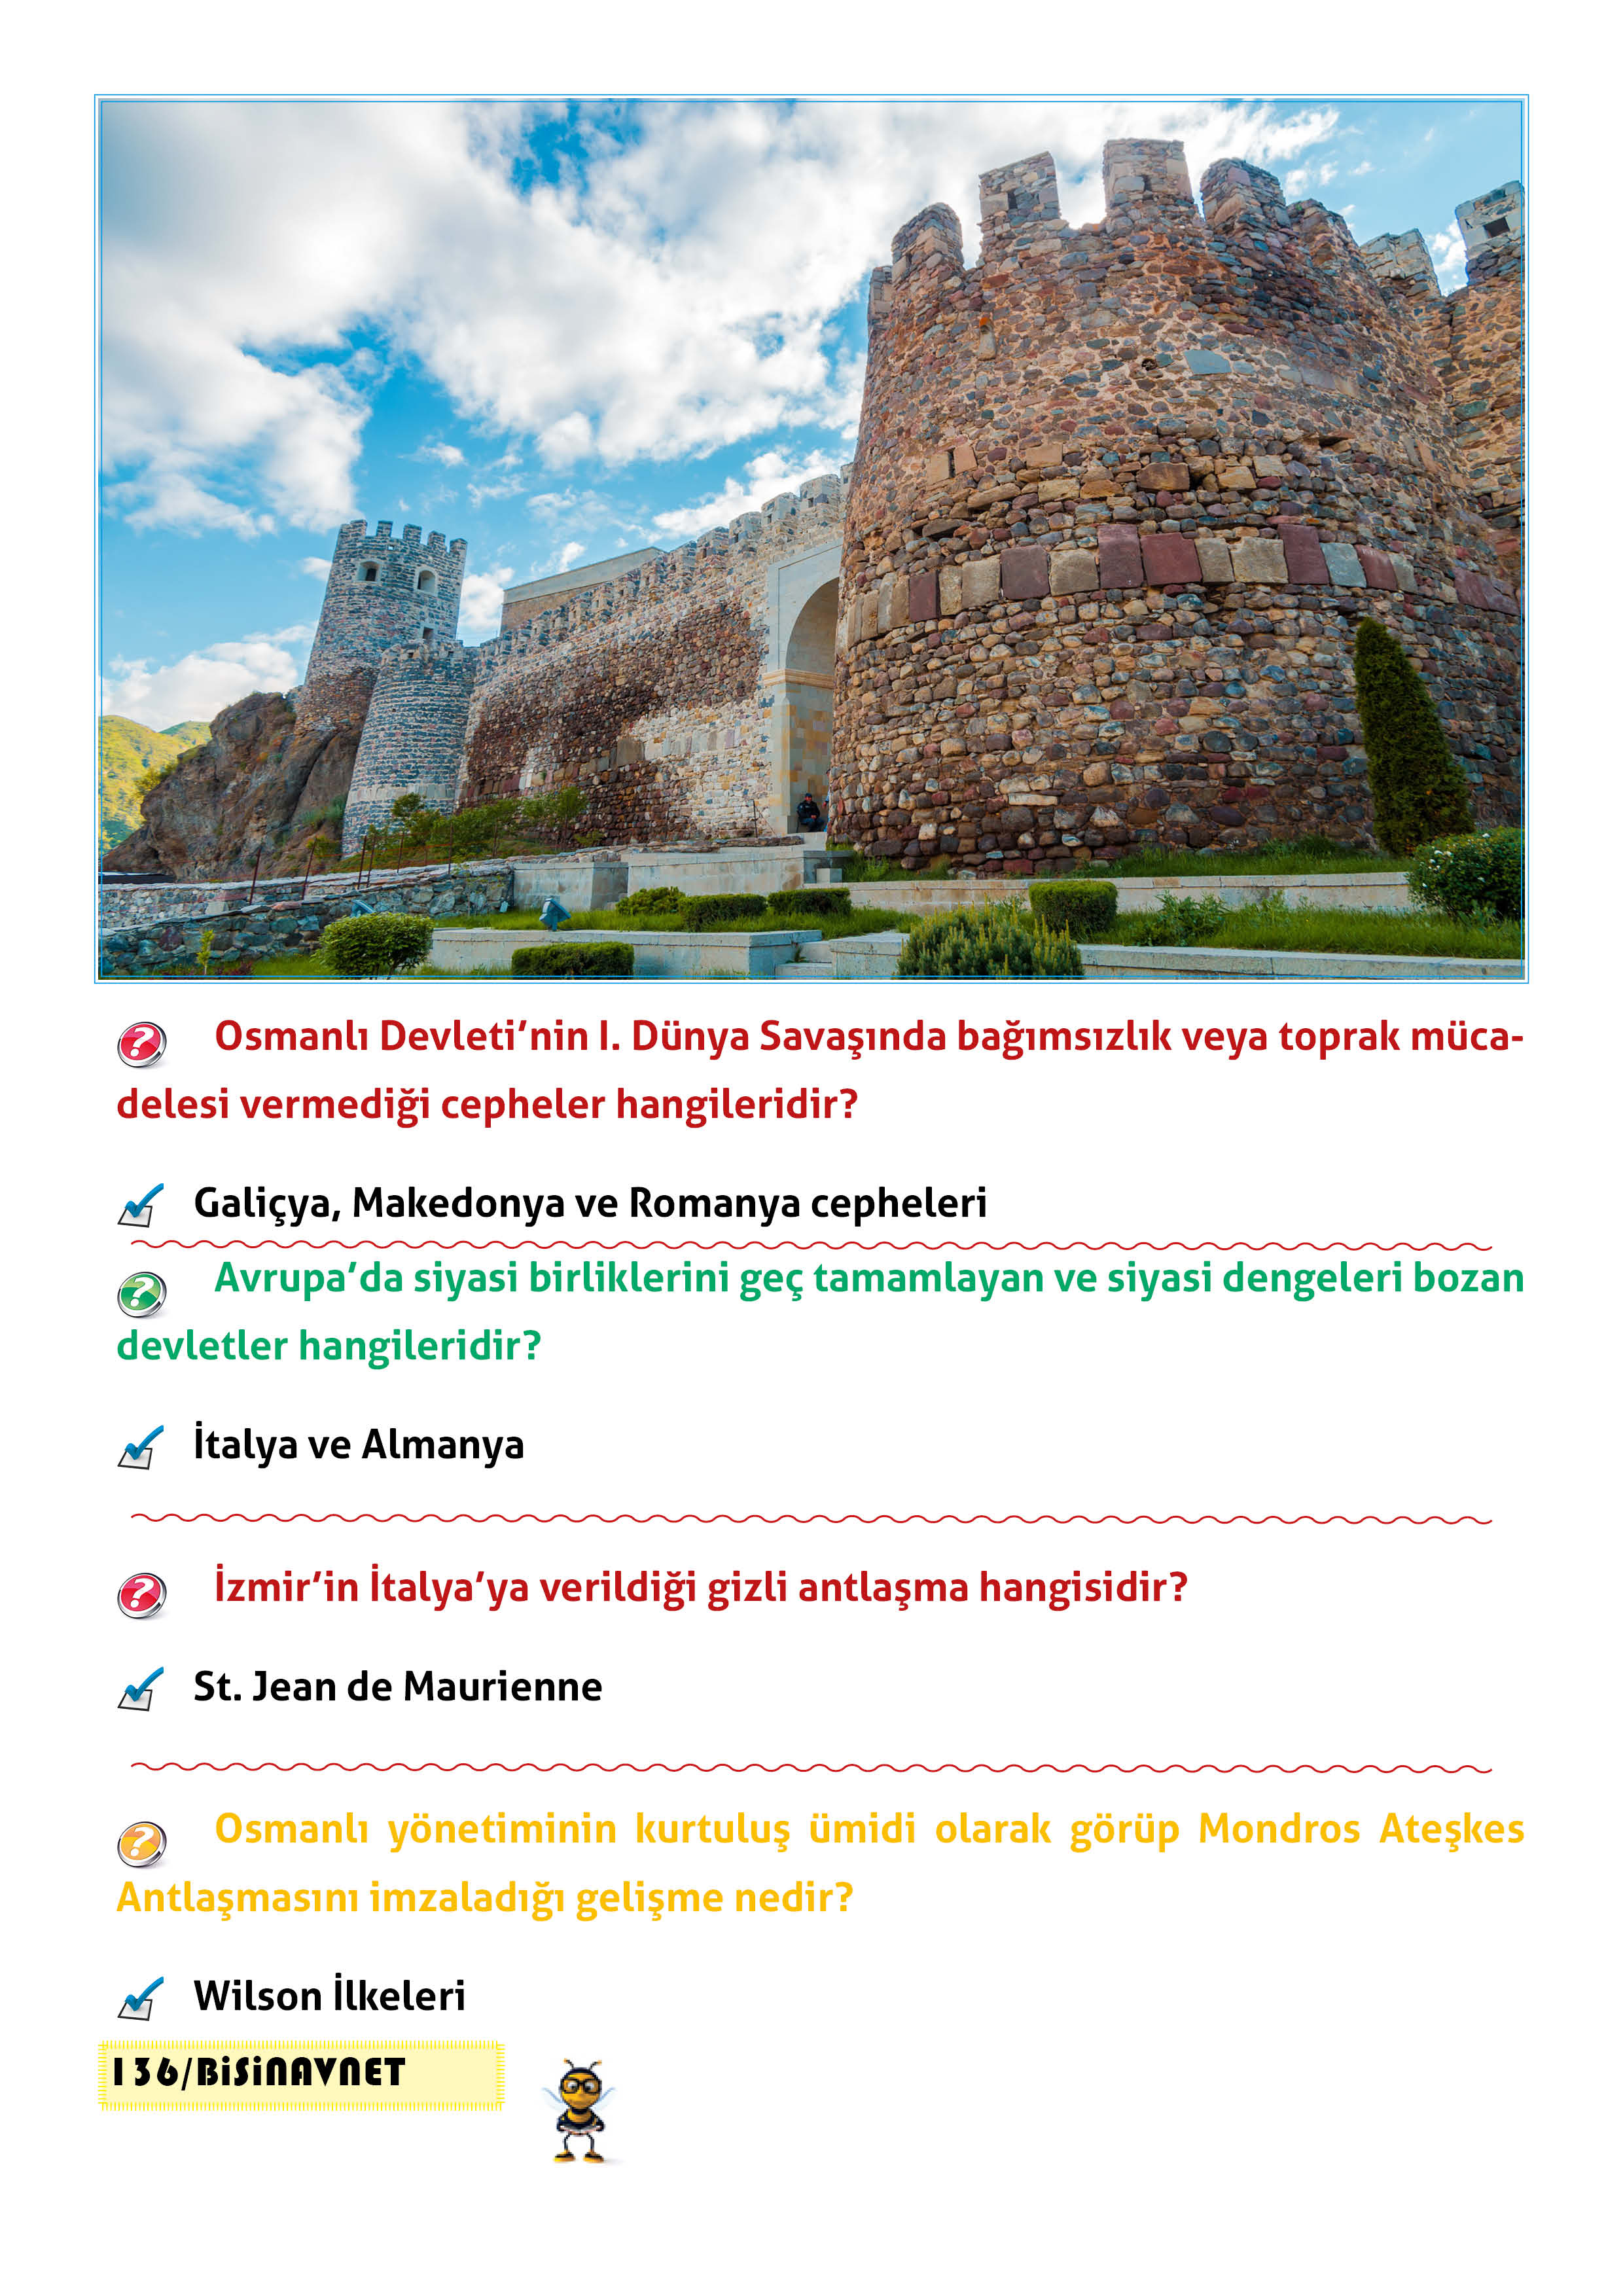 Osmanlı Devleti’nin I. Dünya Savaşında bağımsızlık veya toprak müca-
delesi vermediği cepheler hangileridir?
Galiçya, Makedonya ve Romanya cepheleri
Avrupa’da siyasi birliklerini geç tamamlayan ve siyasi dengeleri bozan
devletler hangileridir?
İtalya ve Almanya
İzmir’in İtalya’ya verildiği gizli antlaşma hangisidir?
St. Jean de Maurienne
Osmanlı yönetiminin kurtuluş ümidi olarak görüp Mondros Ateşkes
Antlaşmasını imzaladığı gelişme nedir?
Wilson İlkeleri
136/BiSiNAVNET